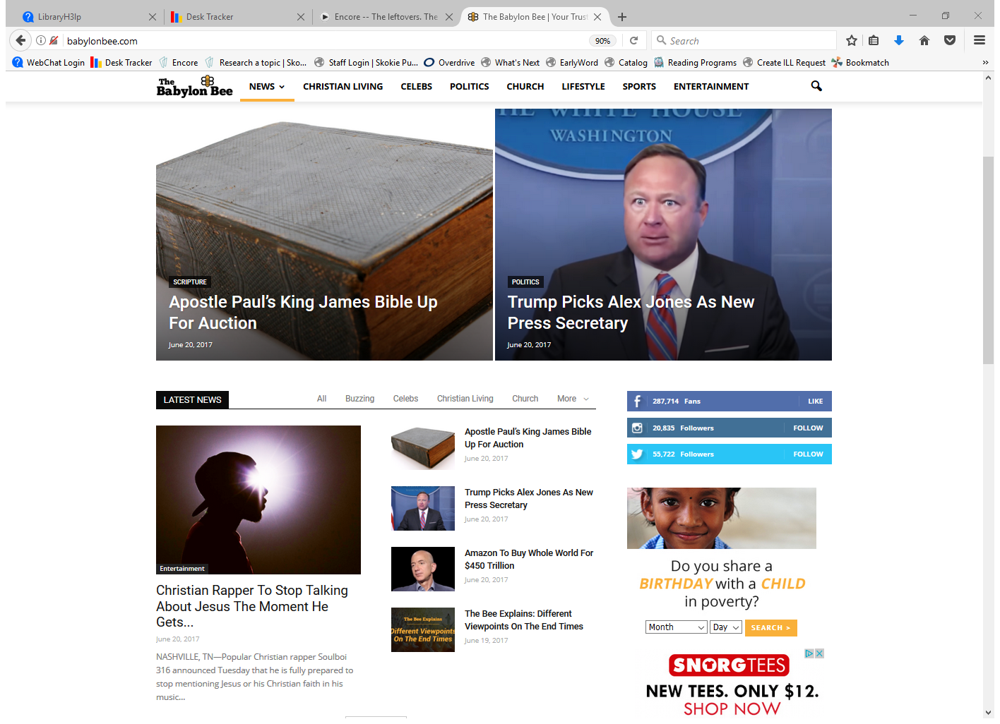 LibraryH3lp
Desk Tracker
Encore -- The leftovers. The
The Babylon Bee | Your Trust
babylonbee.com
90%
Search
WebChat Login
Desk Tracker
Encore
Research a topic | Sko...
Staff Login | Skokie Pu...
Overdrive
What's Next
EarlyWord
Catalog
Reading Programs
Create ILL Request
Bookmatch
The
Babylon Bee
NEWS
CHRISTIAN LIVING
CELEBS
POLITICS
CHURCH
LIFESTYLE
SPORTS
ENTERTAINMENT
SCRIPTURE
Apostle Paul's King James Bible Up
For Auction
June 20, 2017
THE WHITE HOUSE
WASHINGTON
POLITICS
Trump Picks Alex Jones As New
Press Secretary
June 20, 2017
LATEST NEWS
All
Buzzing
Celebs
Christian Living
Church
More
Entertainment
Christian Rapper To Stop Talking
About Jesus The Moment He
Gets...
June 20, 2017
NASHVILLE, TN—Popular Christian rapper Soulboi
316 announced Tuesday that he is fully prepared to
stop mentioning Jesus or his Christian faith in his
music...
Apostle Paul's King James Bible
Up For Auction
June 20, 2017
Trump Picks Alex Jones As New
Press Secretary
June 20, 2017
Amazon To Buy Whole World For
$450 Trillion
June 20, 2017
The Bee Explains
Different Viewpoints
On The End Times
The Bee Explains: Different
Viewpoints On The End Times
June 19, 2017
287,714 Fans LIKE
20,835 Followers FOLLOW
55,722 Followers FOLLOW
Do you share a
BIRTHDAY with a CHILD
in poverty?
Month
Day
SEARCH >
SNORGTEES
NEW TEES. ONLY $12.
SHOP NOW